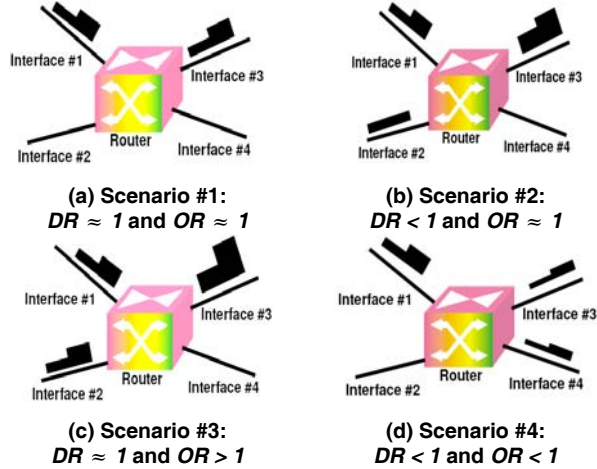 Interface #1
Interface #3
Interface #2
Router
Interface #4
Interface #1
Interface #3
Interface #2
Router
Interface #4
(a) Scenario #1:
DR ≈ 1 and OR ≈ 1
(b) Scenario #2:
DR < 1 and OR ≈ 1
Interface #1
Interface #3
Interface #2
Router
Interface #4
Interface #1
Interface #3
Interface #2
Router
Interface #4
(c) Scenario #3:
DR ≈ 1 and OR > 1
(d) Scenario #4:
DR < 1 and OR < 1